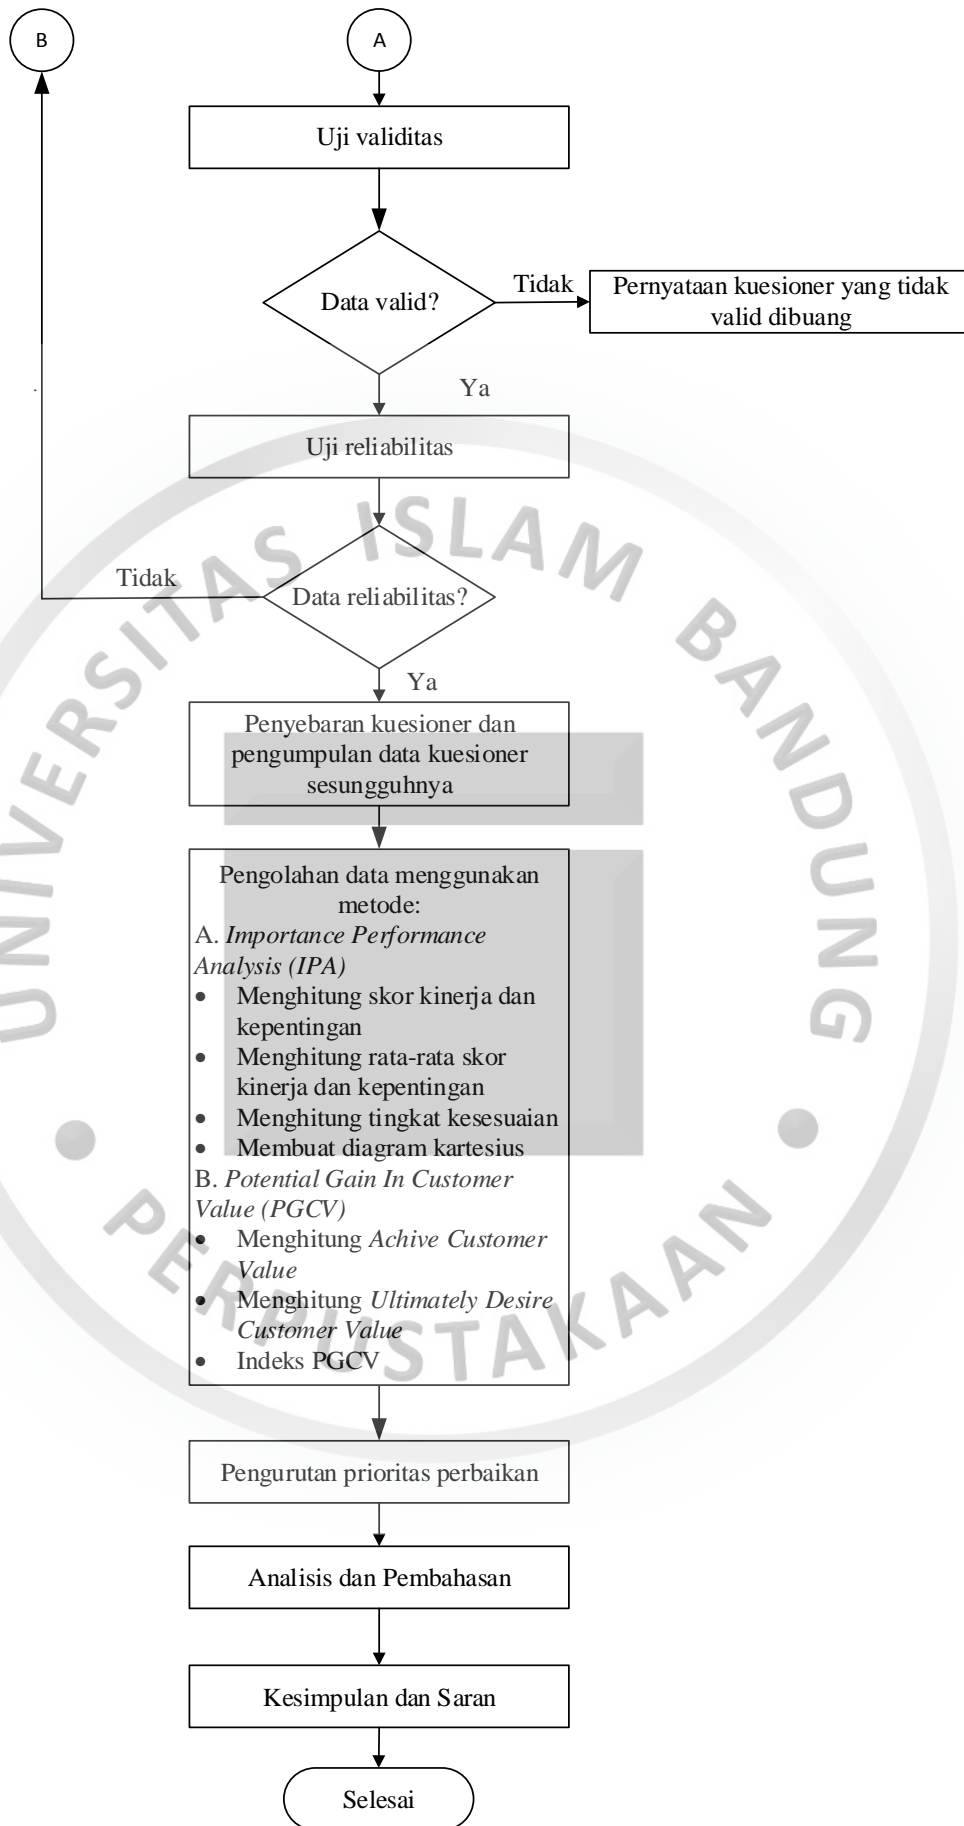 B
A
Uji validitas
Data valid?
Tidak
Pernyataan kuesioner yang tidak
valid dibuang
Ya
Uji reliabilitas
Tidak
Data reliabilitas?
Ya
Penyebaran kuesioner dan
pengumpulan data kuesioner
sesungguhnya
Pengolahan data menggunakan
metode:
A. Importance Performance
Analysis (IPA)
• Menghitung skor kinerja dan
kepentingan
• Menghitung rata-rata skor
kinerja dan kepentingan
• Menghitung tingkat kesesuaian
• Membuat diagram kartesius
B. Potential Gain In Customer
Value (PGCV)
• Menghitung Achive Customer
Value
• Menghitung Ultimately Desire
Customer Value
• Indeks PGCV
Pengurutan prioritas perbaikan
Analisis dan Pembahasan
Kesimpulan dan Saran
Selesai
UNIVERSITAS ISLAM BANDUNG
• PERPUSTAKAAN •